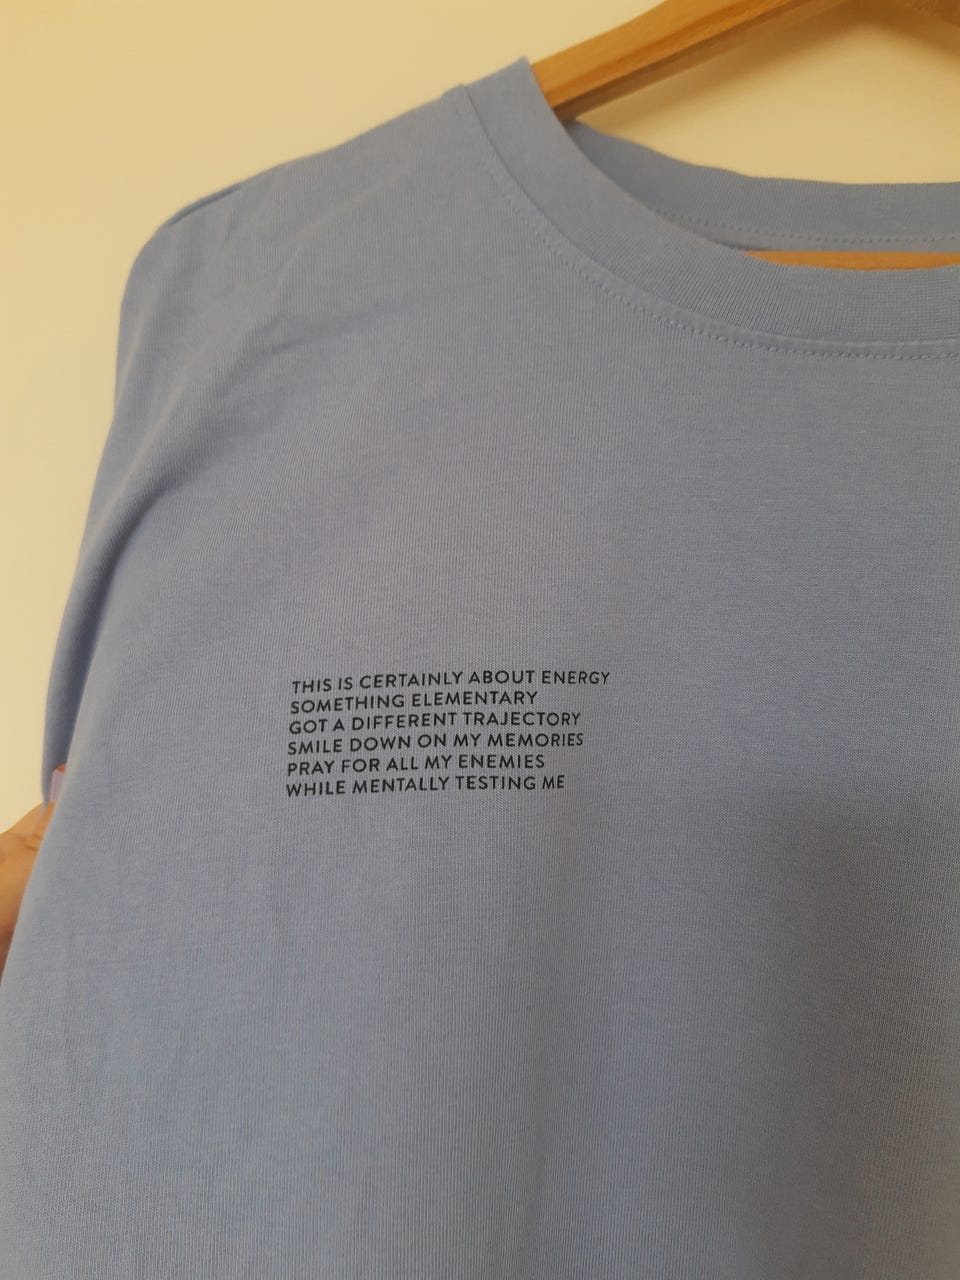 THIS IS CERTAINLY ABOUT ENERGY
SOMETHING ELEMENTARY
GOT A DIFFERENT TRAJECTORY
SMILE DOWN ON MY MEMORIES
PRAY FOR ALL MY ENEMIES
WHILE MENTALLY TESTING ME